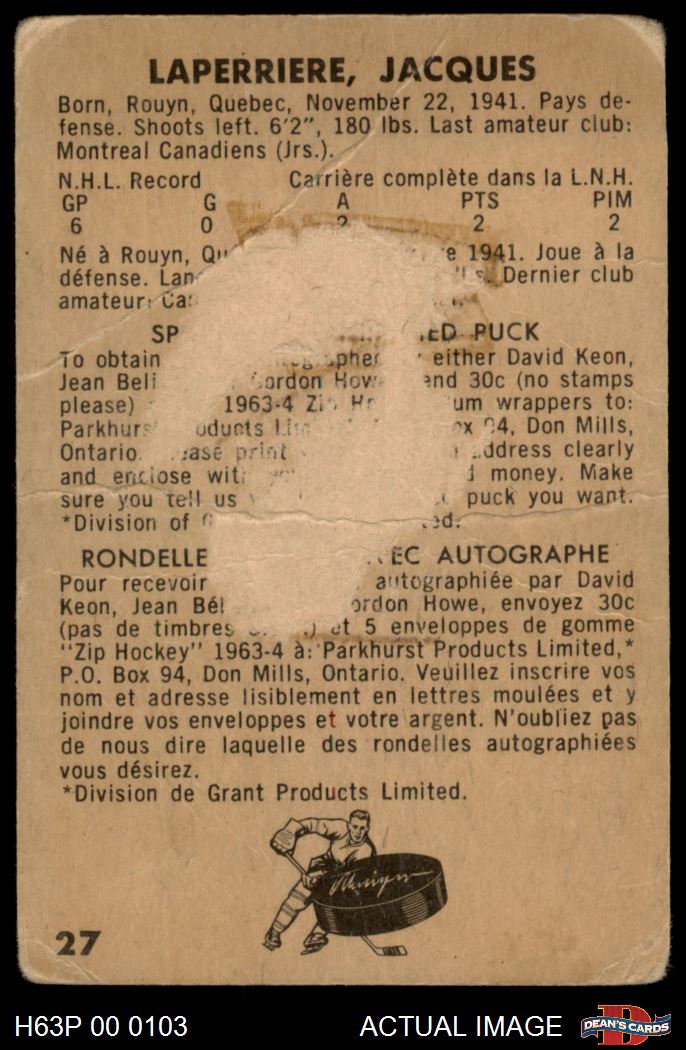 LAPERRIERE, JACQUES
Born, Rouyn, Quebec, November 22, 1941. Pays de-
fense. Shoots left. 6'2", 180 lbs. Last amateur club:
Montreal Canadiens (Jrs.).
N.H.L. Record Carrière complète dans la L.N.H.
GP G A PTS PIM
6 0 2 2 2
Né à Rouyn, 1941. Joue à la
défense. Dernier club
amateur:
PUCK
To obtain either David Keon,
Jean 30c (no stamps
please) 1963-4 wrappers to:
94, Don Mills,
Ontario. print address clearly
and enclose money. Make
sure you tell us puck you want.
*Division of
RONDELLE AUTOGRAPHE
Pour recevoir autographiée par David
Keon, Jean Howe, envoyez 30c
(pas de timbres et 5 enveloppes de gomme
"Zip Hockey" 1963-4 à: Parkhurst Products Limited,*
P.O. Box 94, Don Mills, Ontario. Veuillez inscrire vos
nom et adresse lisiblement en lettres moulées et y
joindre vos enveloppes et votre argent. N'oubliez pas
de nous dire laquelle des rondelles autographiées
vous désirez.
*Division de Grant Products Limited.
27
H63P 00 0103 ACTUAL IMAGE DEAN'S CARDS